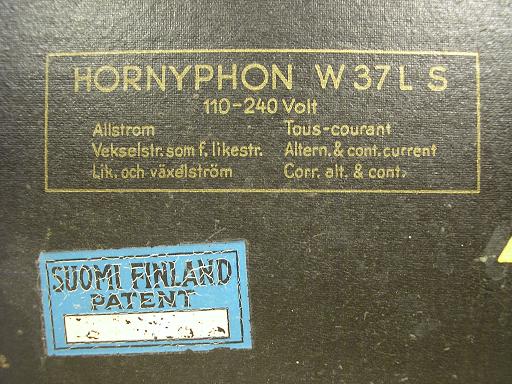 HORNYPHON W 37 L S
110-240 Volt
Allstrom Tous-courant
Vekselstr. som f. likestr. Altern. & cont. current
Lik. och växelström Corr. alt. & cont.
SUOMI FINLAND
PATENT